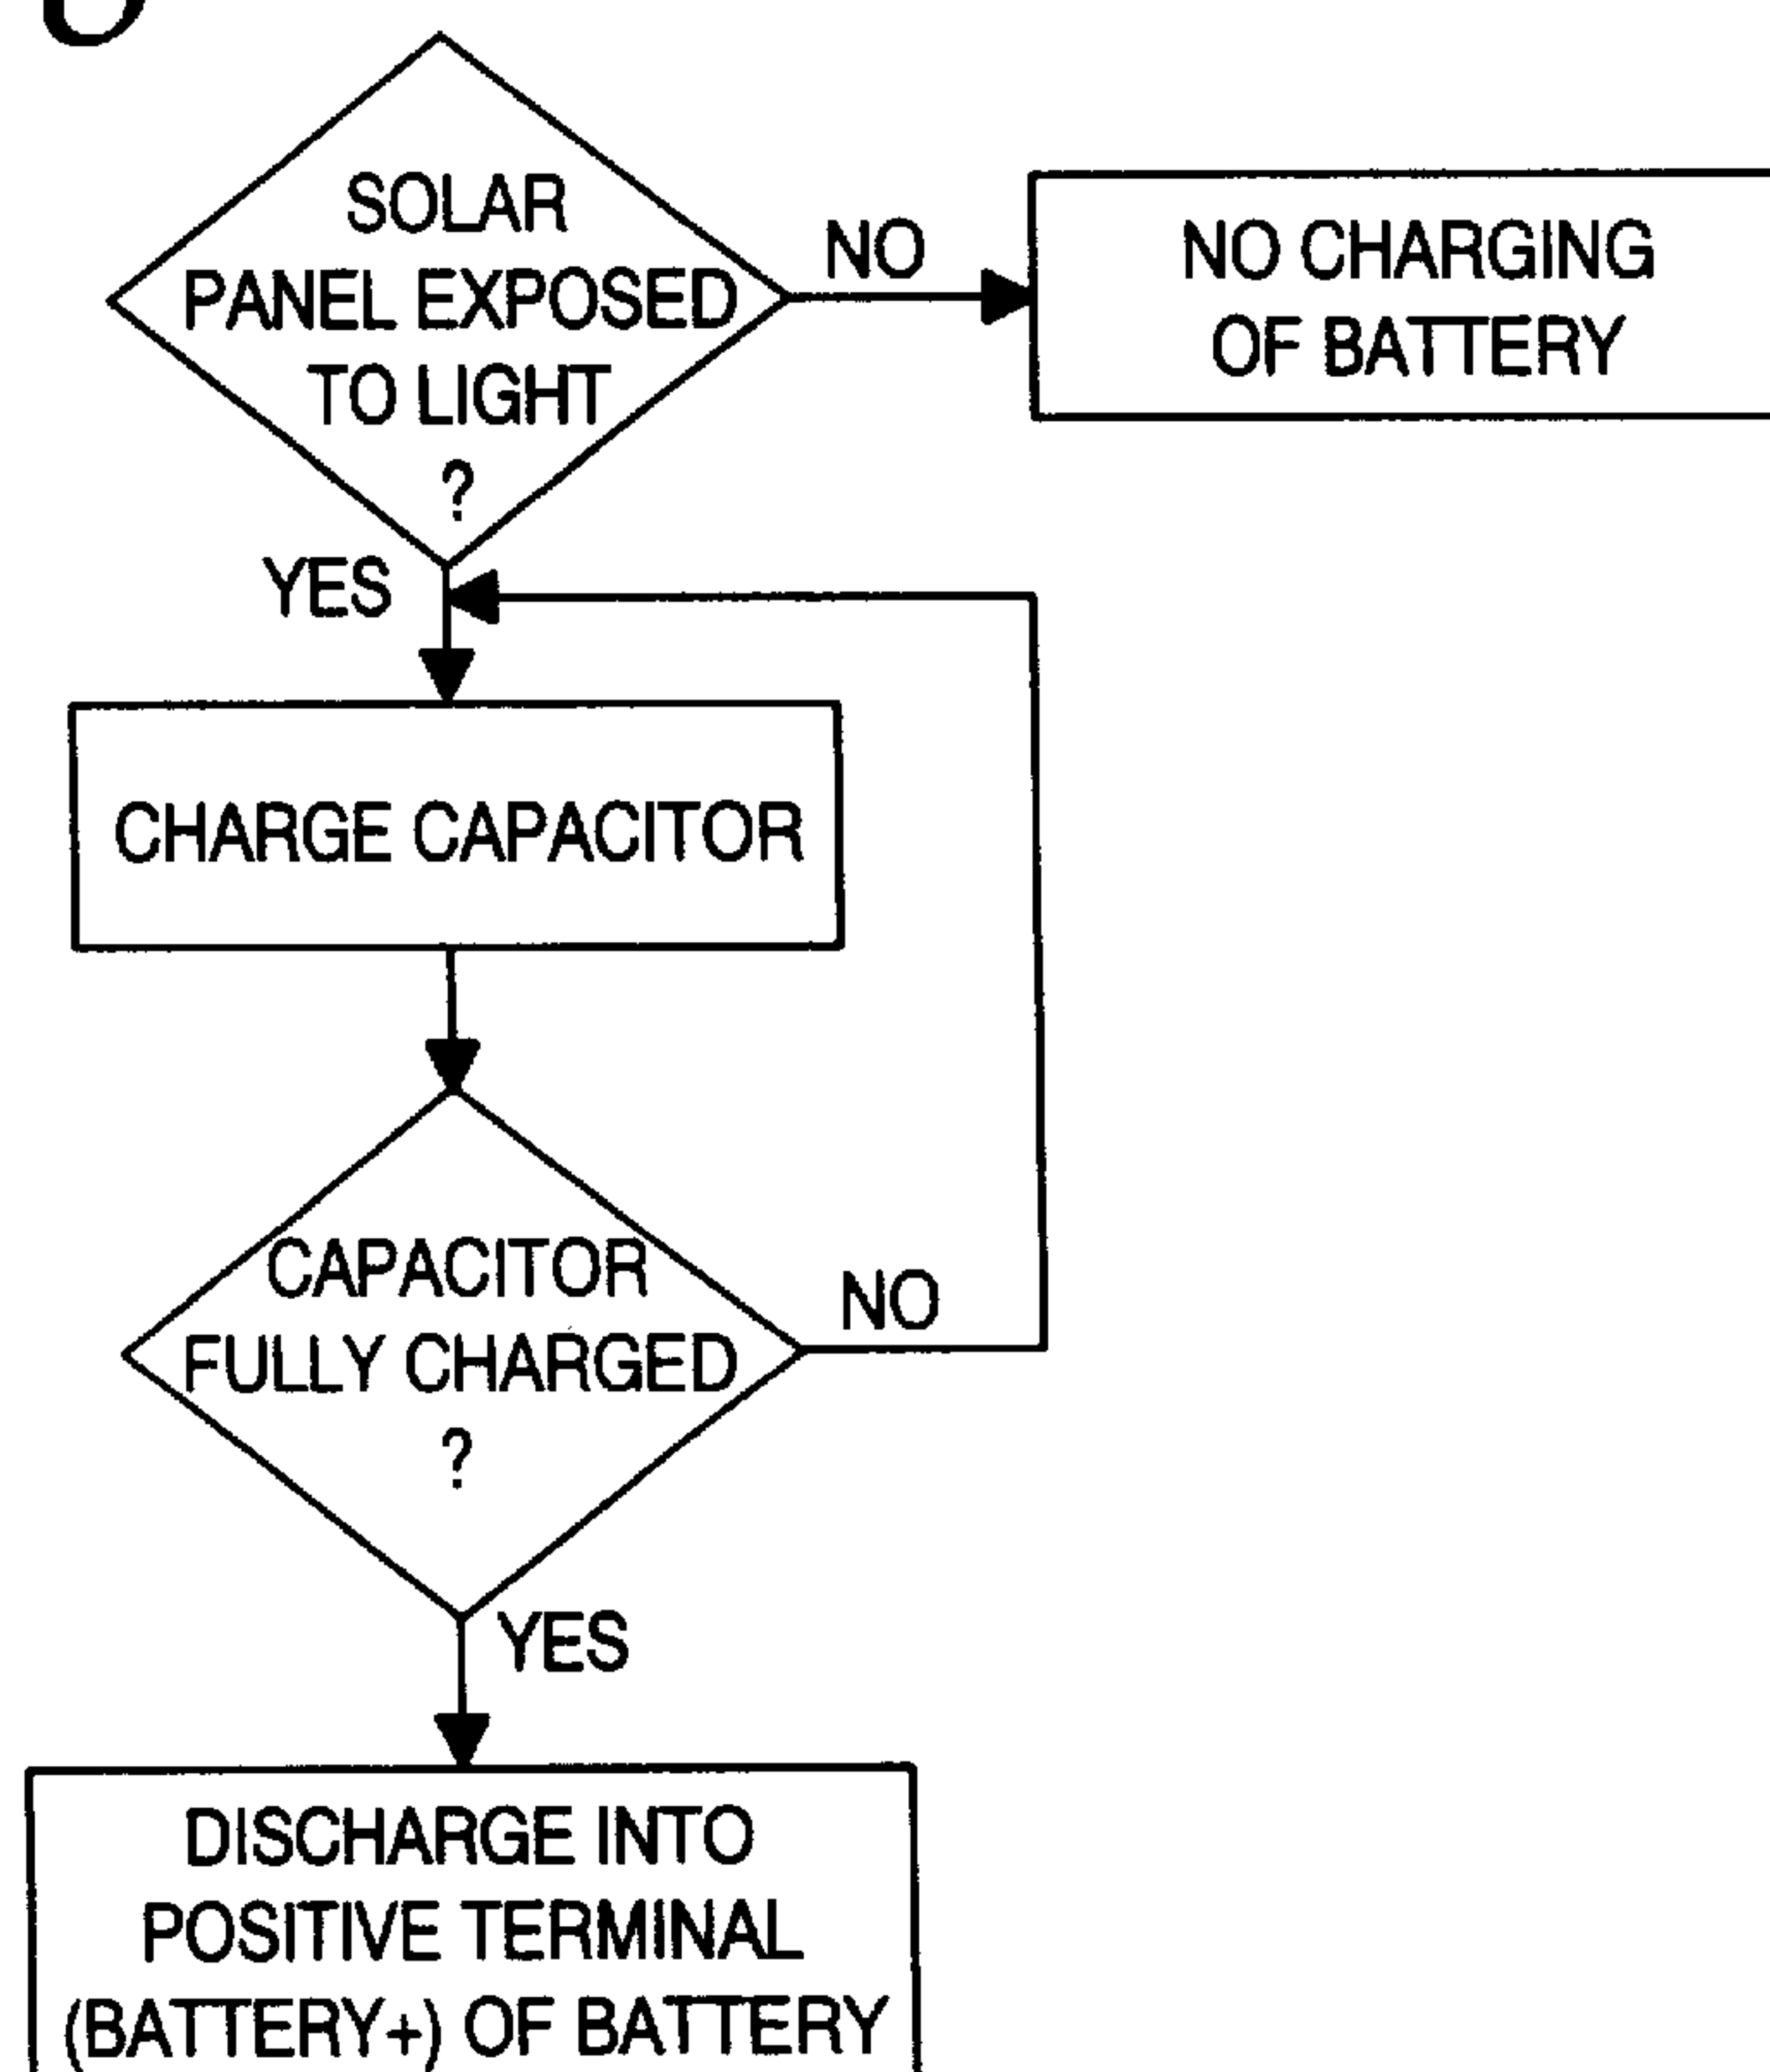 SOLAR
PANEL EXPOSED
TO LIGHT
?
NO
NO CHARGING
OF BATTERY
YES
CHARGE CAPACITOR
CAPACITOR
FULLY CHARGED
?
NO
YES
DISCHARGE INTO
POSITIVE TERMINAL
(BATTERY+) OF BATTERY